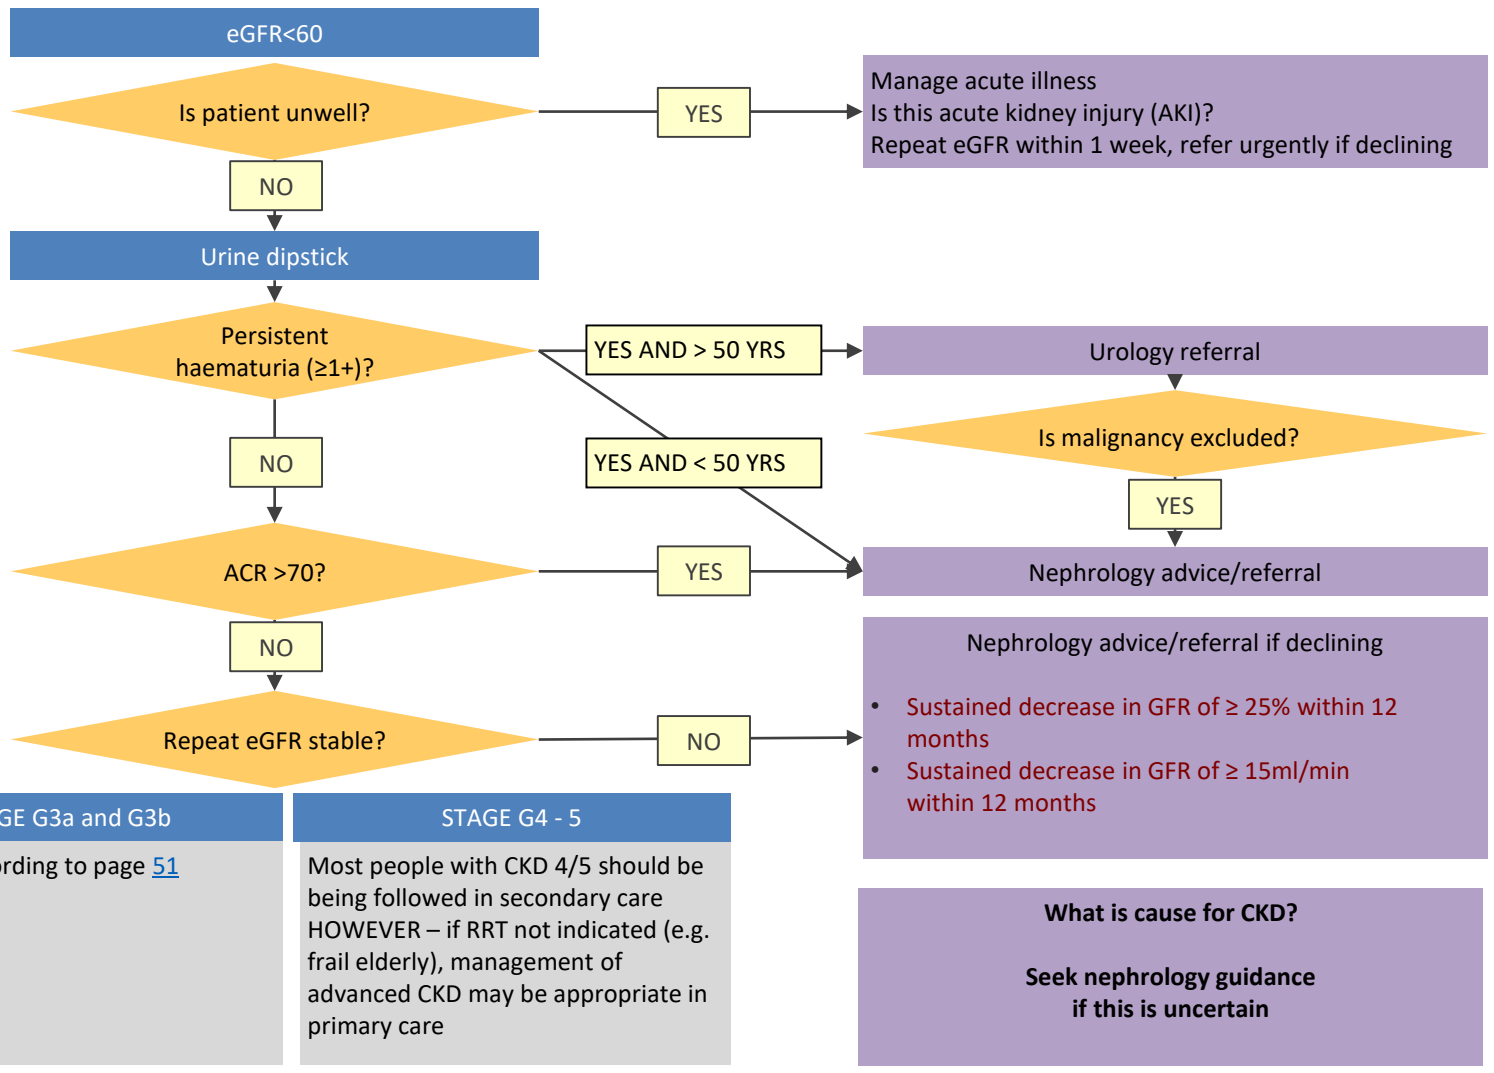 eGFR<60
Is patient unwell?
YES
Manage acute illness
Is this acute kidney injury (AKI)?
Repeat eGFR within 1 week, refer urgently if declining
NO
Urine dipstick
Persistent
haematuria (≥1+)?
YES AND > 50 YRS
Urology referral
Is malignancy excluded?
YES
NO
YES AND < 50 YRS
ACR >70?
YES
Nephrology advice/referral
NO
Repeat eGFR stable?
NO
Nephrology advice/referral if declining
• Sustained decrease in GFR of ≥ 25% within 12
months
• Sustained decrease in GFR of ≥ 15ml/min
within 12 months
G3a and G3b
to page 51
STAGE G4 - 5
Most people with CKD 4/5 should be
being followed in secondary care
HOWEVER – if RRT not indicated (e.g.
frail elderly), management of
advanced CKD may be appropriate in
primary care
What is cause for CKD?
Seek nephrology guidance
if this is uncertain